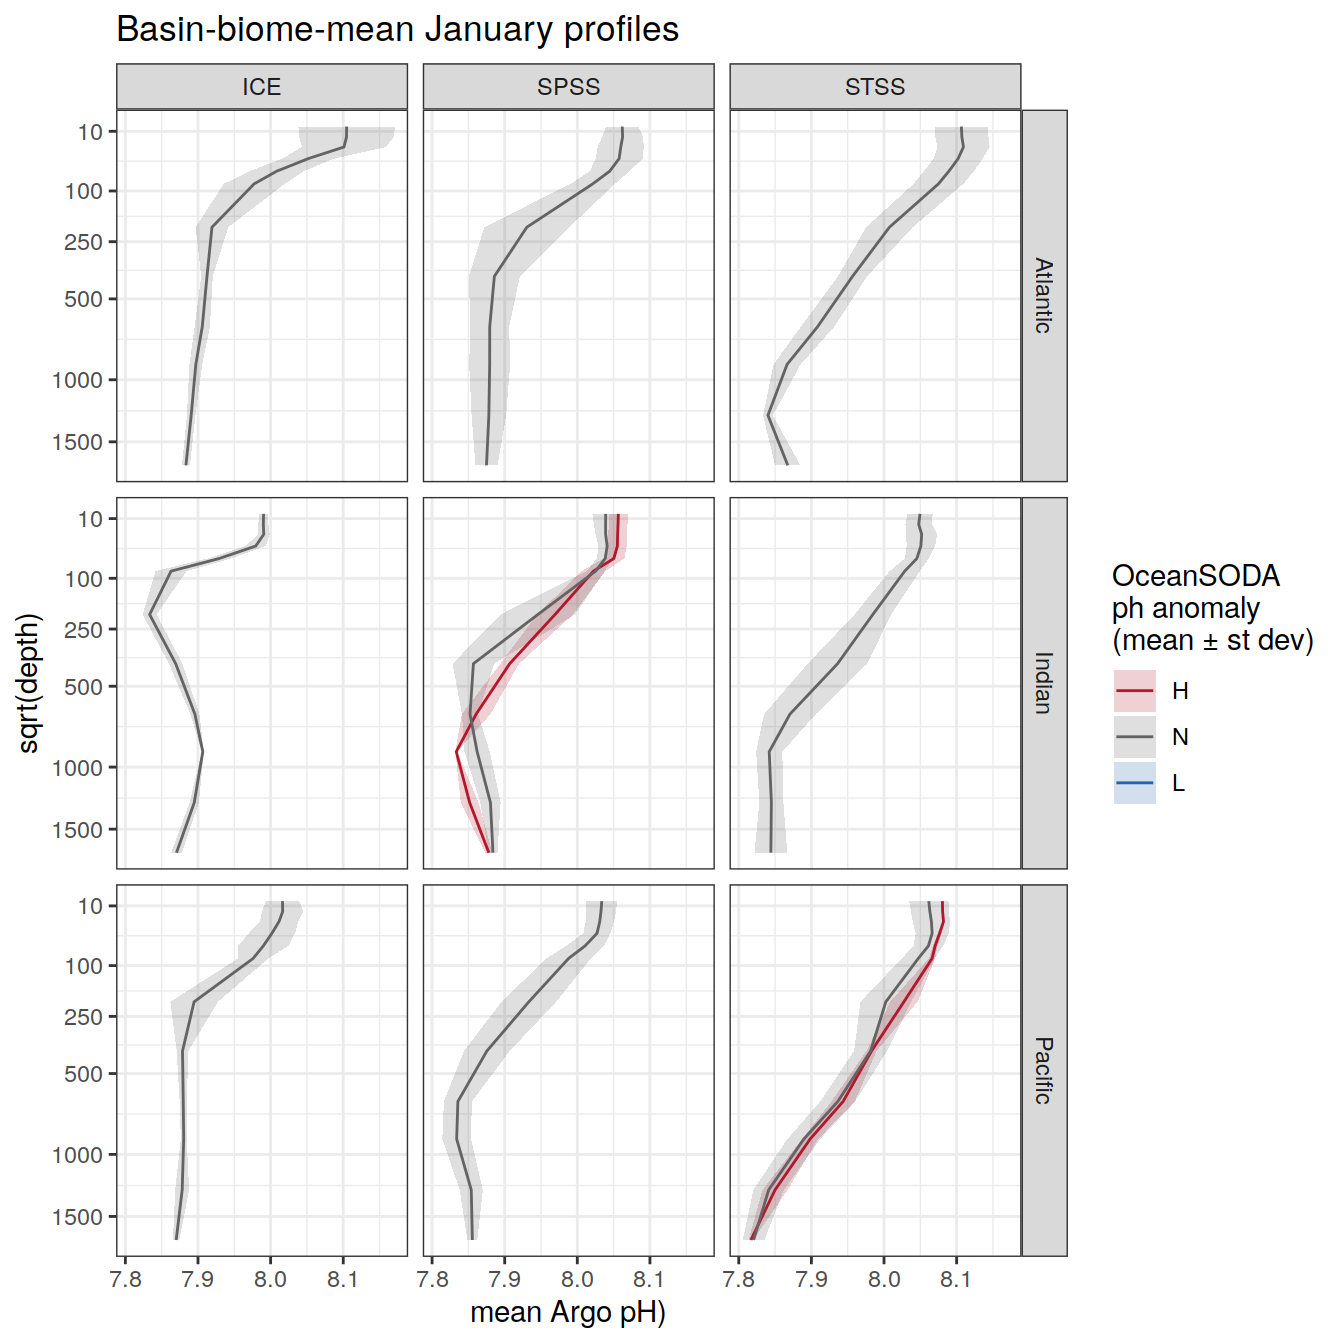 Basin-biome-mean January profiles
ICE SPSS STSS
10
100
250
500
1000
1500
Atlantic
10
100
250
500
1000
1500
Indian
10
100
250
500
1000
1500
Pacific
7.8 7.9 8.0 8.1 7.8 7.9 8.0 8.1 7.8 7.9 8.0 8.1
mean Argo pH)
sqrt(depth)
OceanSODA
ph anomaly
(mean ± st dev)
H
N
L